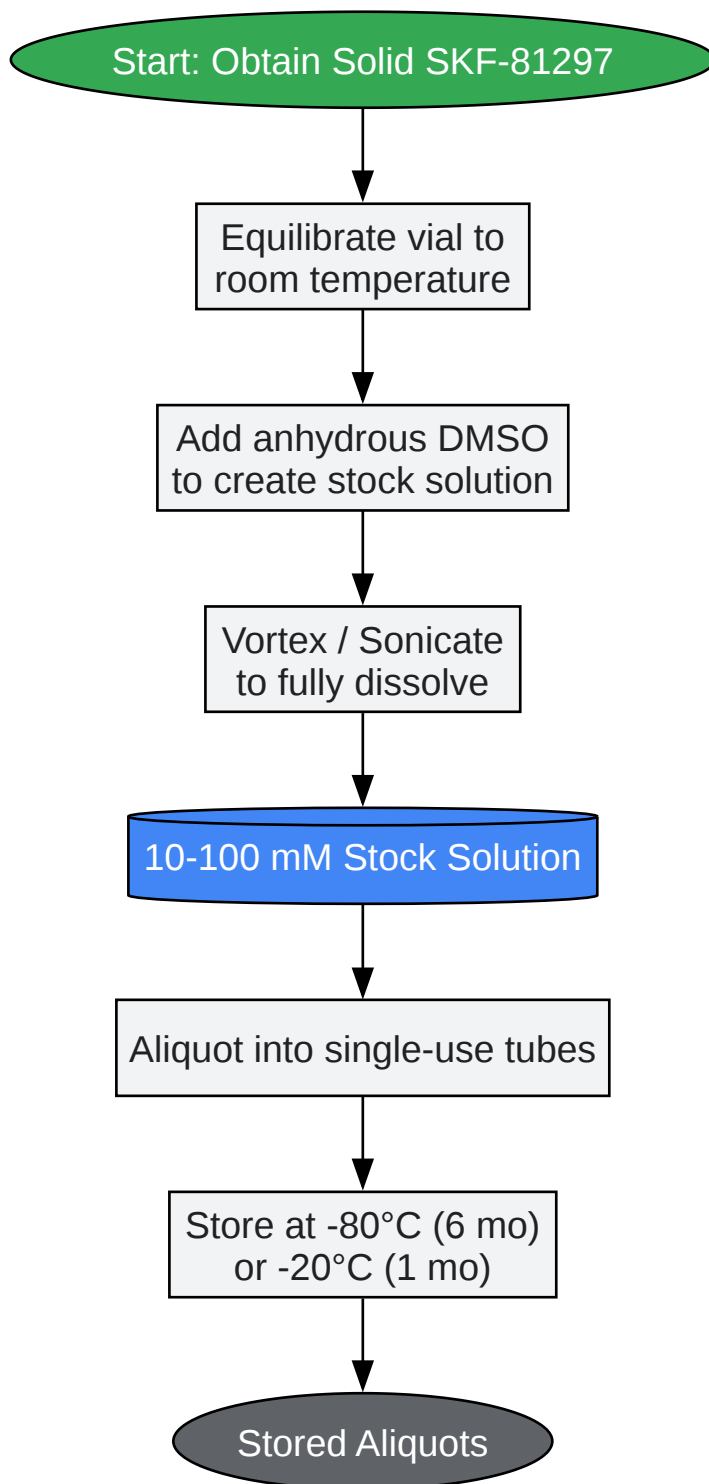 Start: Obtain Solid SKF-81297
Equilibrate vial to
room temperature
Add anhydrous DMSO
to create stock solution
Vortex / Sonicate
to fully dissolve
10-100 mM Stock Solution
Aliquot into single-use tubes
Store at -80°C (6 mo)
or -20°C (1 mo)
Stored Aliquots